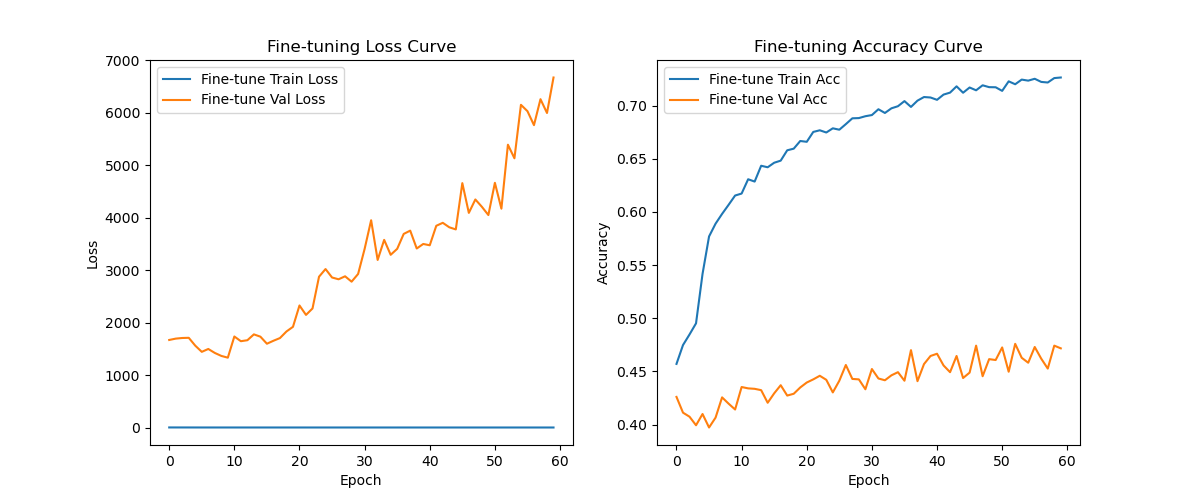 Fine-tuning Loss Curve
Fine-tune Train Loss
Fine-tune Val Loss
7000
6000
5000
4000
3000
2000
1000
0
Loss
0 10 20 30 40 50 60
Epoch
Fine-tuning Accuracy Curve
Fine-tune Train Acc
Fine-tune Val Acc
0.70
0.65
0.60
0.55
0.50
0.45
0.40
Accuracy
0 10 20 30 40 50 60
Epoch